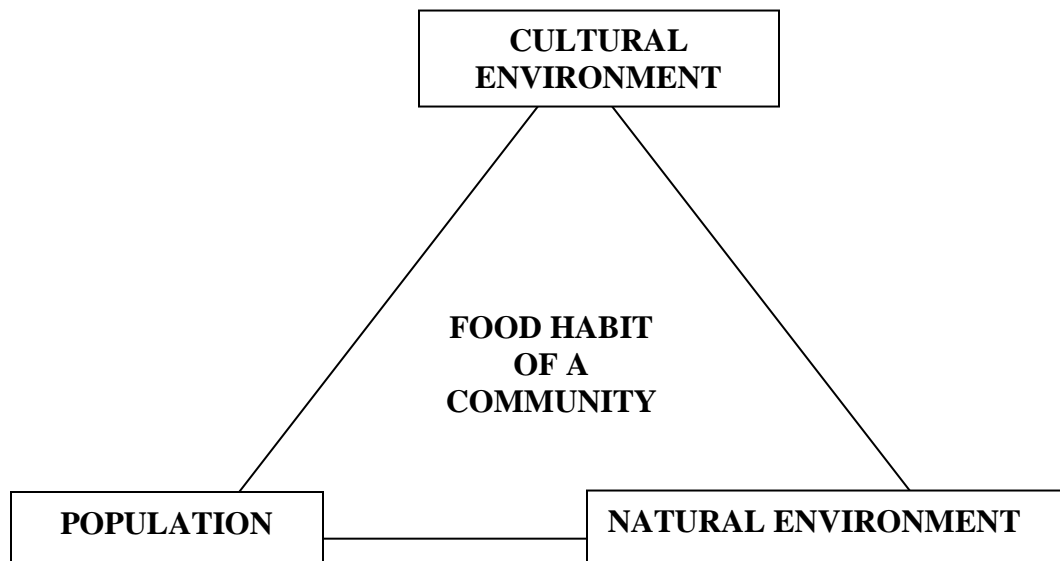 CULTURAL
ENVIRONMENT
FOOD HABIT
OF A
COMMUNITY
POPULATION
NATURAL ENVIRONMENT